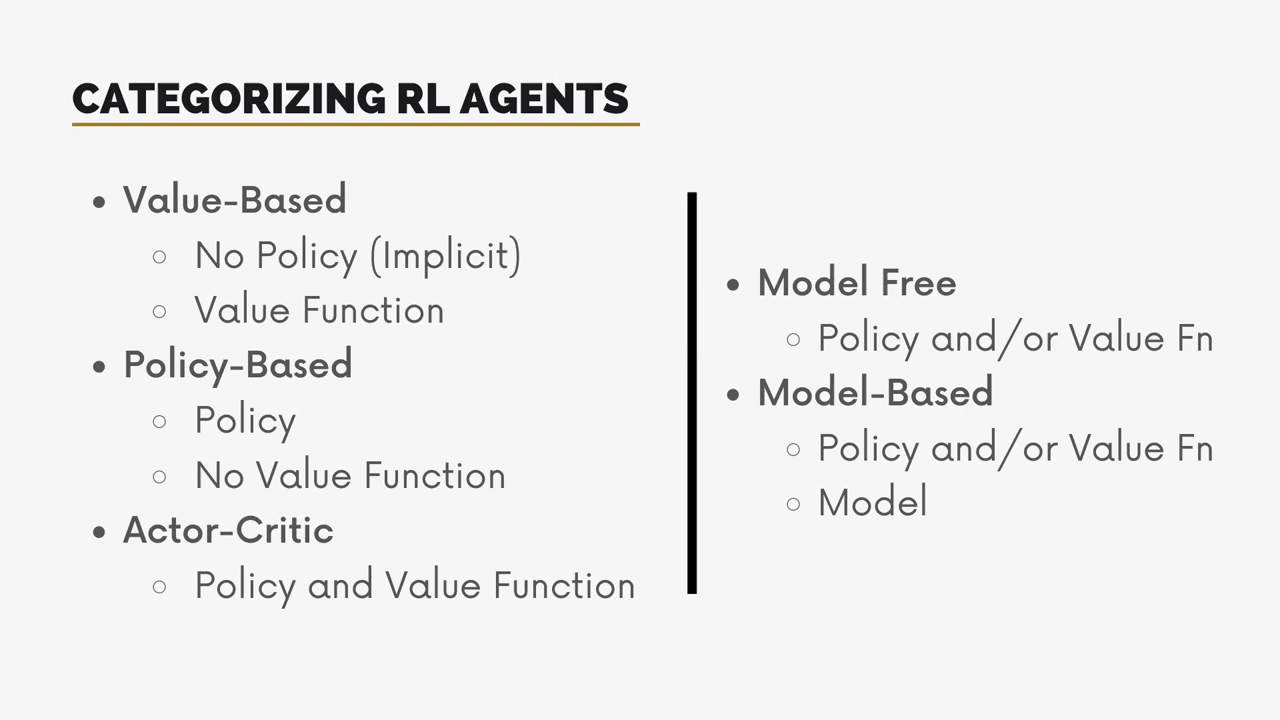 CATEGORIZING RL AGENTS
Value-Based
No Policy (Implicit)
Value Function
Policy-Based
Policy
No Value Function
Actor-Critic
Policy and Value Function
Model Free
Policy and/or Value Fn
Model-Based
Policy and/or Value Fn
Model